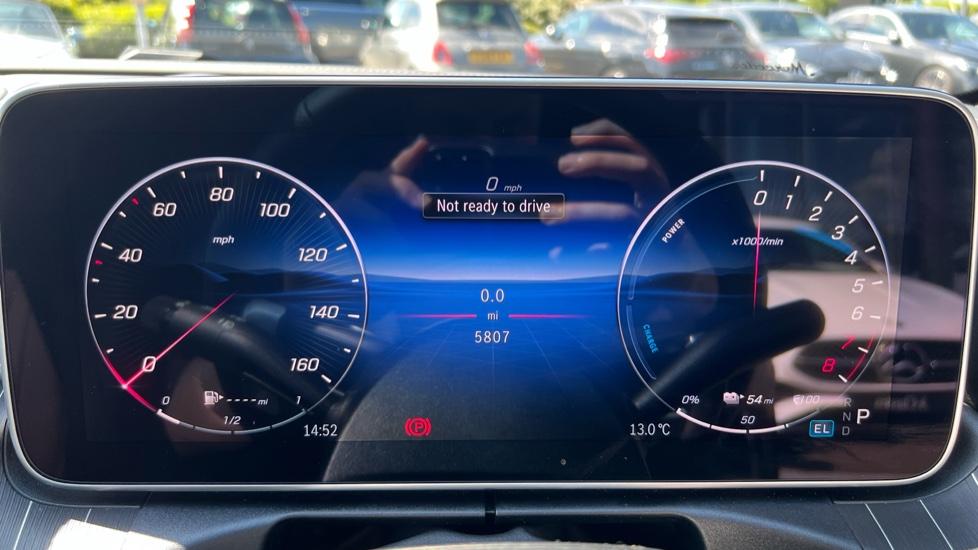 Mercedes
0 mph
Not ready to drive
0.0
mi
5807
0
20
40
60
80
100
120
140
160
mph
0
1/2
1
-----mi
14:52
P
POWER
CHARGE
0
1
2
3
4
5
6
8
x1000/min
0%
50
100
54 mi
13.0 °C
EL
R
N
D
P